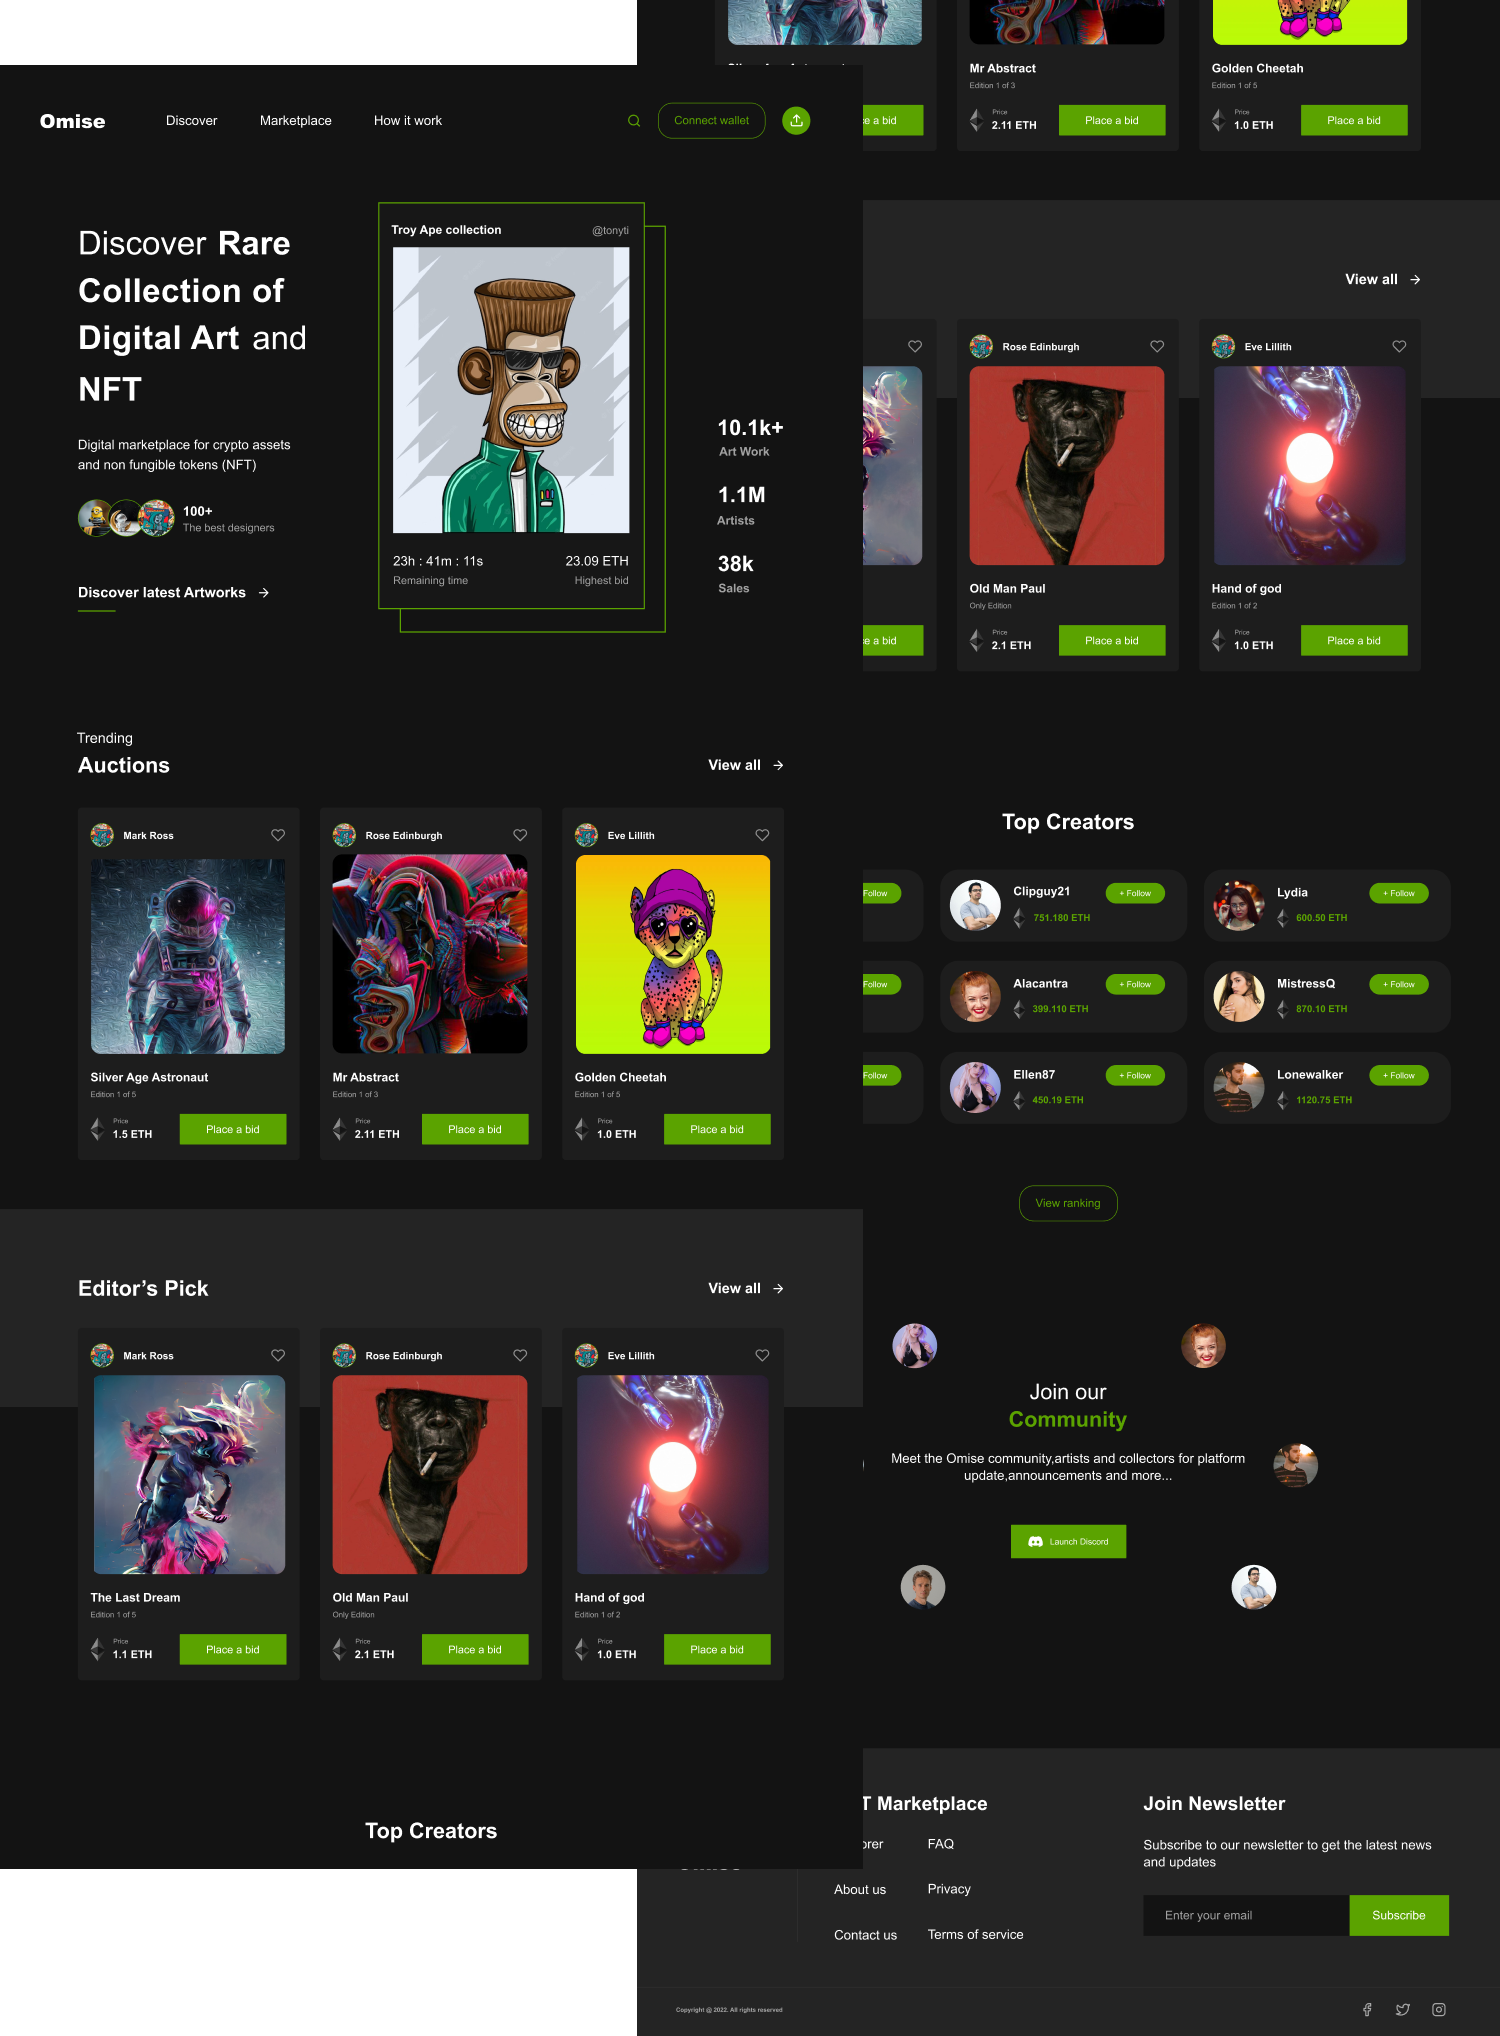 Omise
Discover
Marketplace
How it work
Connect wallet
Discover Rare
Collection of
Digital Art and
NFT
Digital marketplace for crypto assets
and non fungible tokens (NFT)
100+
The best designers
Discover latest Artworks
Troy Ape collection
@tonyti
23h : 41m : 11s
23.09 ETH
Remaining time
Highest bid
10.1k+
Art Work
1.1M
Artists
38k
Sales
Trending
Auctions
View all
Mark Ross
Rose Edinburgh
Eve Lillith
Silver Age Astronaut
Edition 1 of 5
Price
1.5 ETH
Place a bid
Mr Abstract
Edition 1 of 3
Price
2.11 ETH
Place a bid
Golden Cheetah
Edition 1 of 5
Price
1.0 ETH
Place a bid
Editor’s Pick
View all
Mark Ross
Rose Edinburgh
Eve Lillith
The Last Dream
Edition 1 of 5
Price
1.1 ETH
Place a bid
Old Man Paul
Only Edition
Price
2.1 ETH
Place a bid
Hand of god
Edition 1 of 2
Price
1.0 ETH
Place a bid
Top Creators
Mr Abstract
Edition 1 of 3
Price
2.11 ETH
Place a bid
Golden Cheetah
Edition 1 of 5
Price
1.0 ETH
Place a bid
a bid
View all
Rose Edinburgh
Eve Lillith
Old Man Paul
Only Edition
Price
2.1 ETH
Place a bid
Hand of god
Edition 1 of 2
Price
1.0 ETH
Place a bid
a bid
Top Creators
Follow
Clipguy21
+ Follow
751.180 ETH
Lydia
+ Follow
600.50 ETH
Follow
Alacantra
+ Follow
399.110 ETH
MistressQ
+ Follow
870.10 ETH
Follow
Ellen87
+ Follow
450.19 ETH
Lonewalker
+ Follow
1120.75 ETH
View ranking
Join our
Community
Meet the Omise community,artists and collectors for platform
update,announcements and more...
Launch Discord
T Marketplace
FAQ
About us
Privacy
Contact us
Terms of service
Join Newsletter
Subscribe to our newsletter to get the latest news
and updates
Enter your email
Subscribe
Copyright @ 2022. All rights reserved